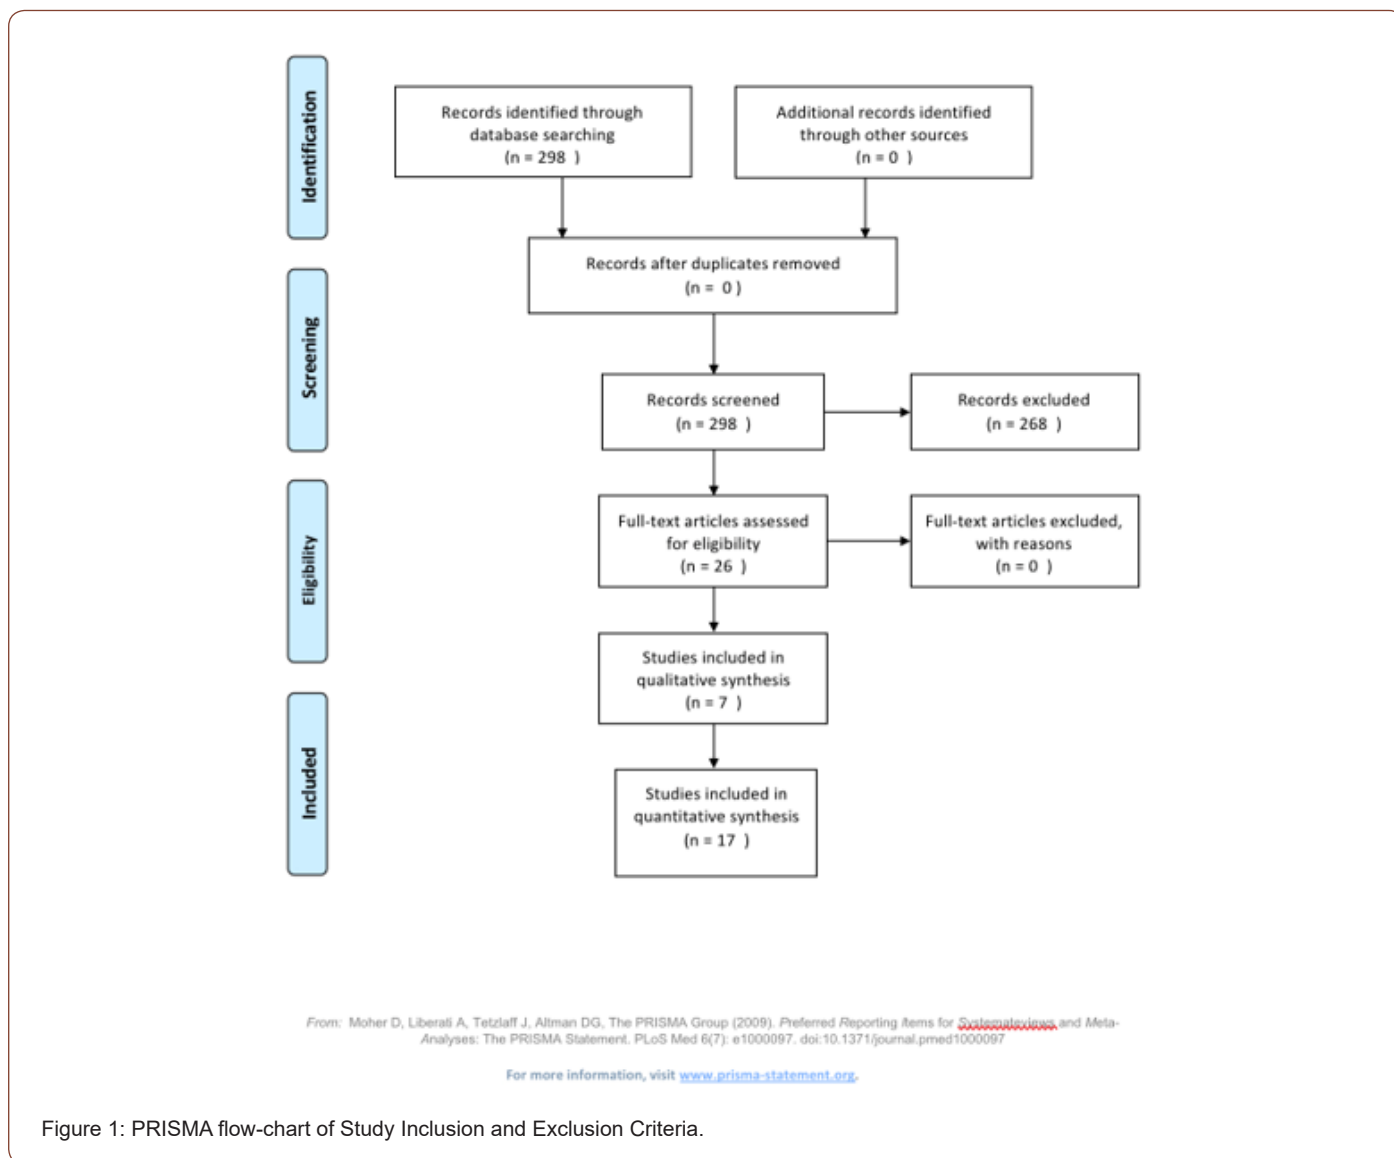 Identification
Records identified through
database searching
(n = 298 )
Additional records identified
through other sources
(n = 0 )
Records after duplicates removed
(n = 0 )
Screening
Records screened
(n = 298 )
Records excluded
(n = 268 )
Eligibility
Full-text articles assessed
for eligibility
(n = 26 )
Full-text articles excluded,
with reasons
(n = 0 )
Studies included in
qualitative synthesis
(n = 7 )
Included
Studies included in
quantitative synthesis
(n = 17 )
From: Moher D, Liberati A, Tetzlaff J, Altman DG, The PRISMA Group (2009). Preferred Reporting Items for Systemateviews and Meta-
Analyses: The PRISMA Statement. PLoS Med 6(7): e1000097. doi:10.1371/journal.pmed1000097
For more information, visit www.prisma-statement.org.
Figure 1: PRISMA flow-chart of Study Inclusion and Exclusion Criteria.